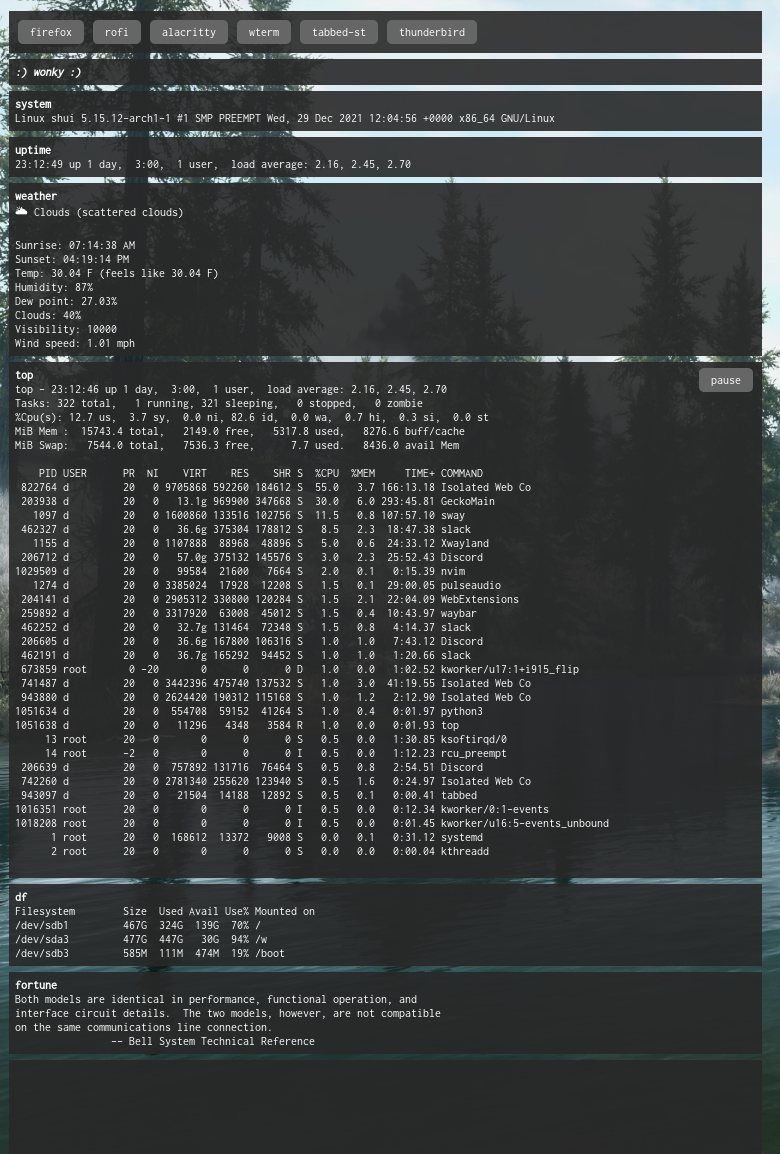 firefox rofi alacritty wterm tabbed-st thunderbird
:) wonky :)
system
Linux shui 5.15.12-arch1-1 #1 SMP PREEMPT Wed, 29 Dec 2021 12:04:56 +0000 x86_64 GNU/Linux
uptime
23:12:49 up 1 day,  3:00,  1 user,  load average: 2.16, 2.45, 2.70
weather
🌥 Clouds (scattered clouds)
Sunrise: 07:14:38 AM
Sunset: 04:19:14 PM
Temp: 30.04 F (feels like 30.04 F)
Humidity: 87%
Dew point: 27.03%
Clouds: 40%
Visibility: 10000
Wind speed: 1.01 mph
top
pause
top - 23:12:46 up 1 day,  3:00,  1 user,  load average: 2.16, 2.45, 2.70
Tasks: 322 total,   1 running, 321 sleeping,   0 stopped,   0 zombie
%Cpu(s): 12.7 us,  3.7 sy,  0.0 ni, 82.6 id,  0.0 wa,  0.7 hi,  0.3 si,  0.0 st
MiB Mem :  15743.4 total,   2149.0 free,   5317.8 used,   8276.6 buff/cache
MiB Swap:   7544.0 total,   7536.3 free,      7.7 used.   8436.0 avail Mem
    PID USER      PR  NI    VIRT    RES    SHR S  %CPU  %MEM     TIME+ COMMAND
 822764 d         20   0 9705868 592260 184612 S  55.0   3.7 166:13.18 Isolated Web Co
 203938 d         20   0   13.1g 969900 347668 S  30.0   6.0 293:45.81 GeckoMain
   1097 d         20   0 1600860 133516 102756 S  11.5   0.8 107:57.10 sway
 462327 d         20   0   36.6g 375304 178812 S   8.5   2.3  18:47.38 slack
   1155 d         20   0 1107888  88968  48896 S   5.0   0.6  24:33.12 Xwayland
 206712 d         20   0   57.0g 375132 145576 S   3.0   2.3  25:52.43 Discord
1029509 d         20   0   99584  21600   7664 S   2.0   0.1   0:15.39 nvim
   1274 d         20   0 3385024  17928  12208 S   1.5   0.1  29:00.05 pulseaudio
 204141 d         20   0 2905312 330800 120284 S   1.5   2.1  22:04.09 WebExtensions
 259892 d         20   0 3317920  63008  45012 S   1.5   0.4  10:43.97 waybar
 462252 d         20   0   32.7g 131464  72348 S   1.5   0.8   4:14.37 slack
 206605 d         20   0   36.6g 167800 106316 S   1.0   1.0   7:43.12 Discord
 462191 d         20   0   36.7g 165292  94452 S   1.0   1.0   1:20.66 slack
 673859 root       0 -20       0      0      0 D   1.0   0.0   1:02.52 kworker/u17:1+i915_flip
 741487 d         20   0 3442396 475740 137532 S   1.0   3.0  41:19.55 Isolated Web Co
 943880 d         20   0 2624420 190312 115168 S   1.0   1.2   2:12.90 Isolated Web Co
1051634 d         20   0  554708  59152  41264 S   1.0   0.4   0:01.97 python3
1051638 d         20   0   11296   4348   3584 R   1.0   0.0   0:01.93 top
     13 root      20   0       0      0      0 S   0.5   0.0   1:30.85 ksoftirqd/0
     14 root      -2   0       0      0      0 I   0.5   0.0   1:12.23 rcu_preempt
 206639 d         20   0  757892 131716  76464 S   0.5   0.8   2:54.51 Discord
 742260 d         20   0 2781340 255620 123940 S   0.5   1.6   0:24.97 Isolated Web Co
 943097 d         20   0   21504  14188  12892 S   0.5   0.1   0:00.41 tabbed
1016351 root      20   0       0      0      0 I   0.5   0.0   0:12.34 kworker/0:1-events
1018208 root      20   0       0      0      0 I   0.5   0.0   0:01.45 kworker/u16:5-events_unbound
      1 root      20   0  168612  13372   9008 S   0.0   0.1   0:31.12 systemd
      2 root      20   0       0      0      0 S   0.0   0.0   0:00.04 kthreadd
df
Filesystem        Size  Used Avail Use% Mounted on
/dev/sdb1         467G  324G  139G  70% /
/dev/sda3         477G  447G   30G  94% /w
/dev/sdb3         585M  111M  474M  19% /boot
fortune
Both models are identical in performance, functional operation, and
interface circuit details.  The two models, however, are not compatible
on the same communications line connection.
                -- Bell System Technical Reference